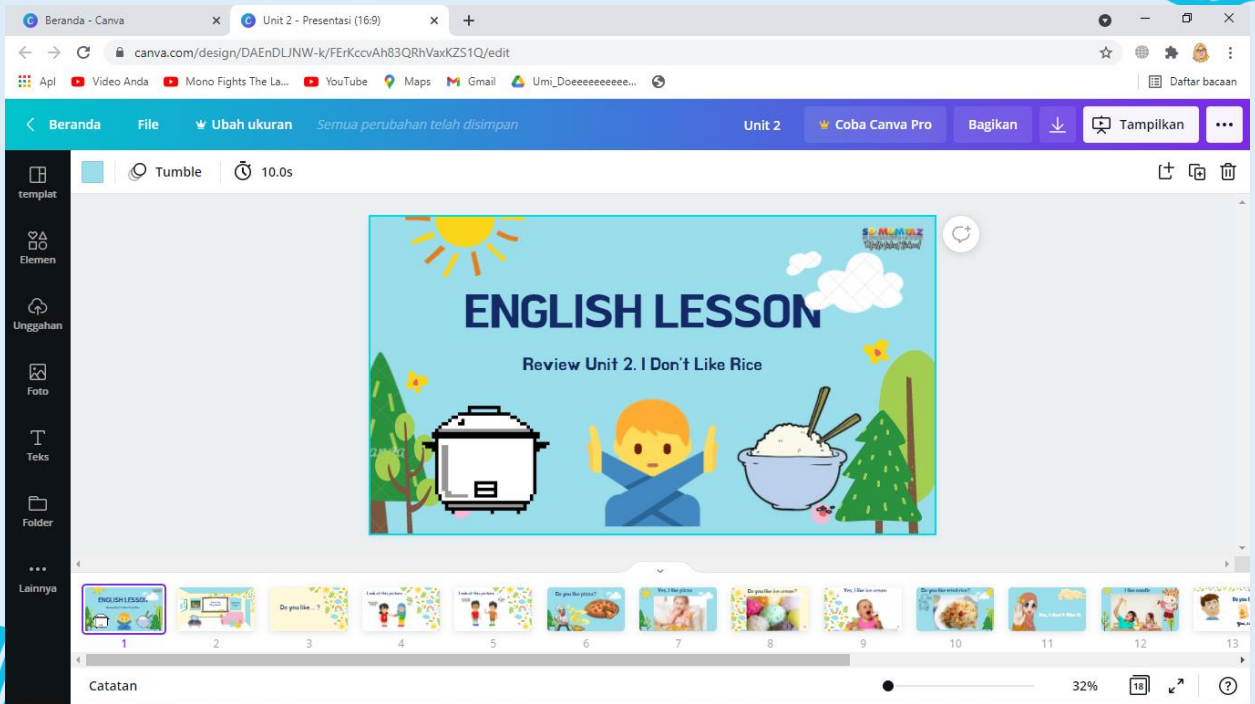 Beranda - Canva
Unit 2 - Presentasi (16:9)
canva.com/design/DAEnDLJNW-k/FErKccvAh83QRhVaxKZS1Q/edit
Apl Video Anda Mono Fights The La... YouTube Maps Gmail Umi_Doeeeeeeeeee... Daftar bacaan
Beranda File Ubah ukuran Semua perubahan telah disimpan Unit 2 Coba Canva Pro Bagikan Tampilkan
Tumble 10.0s
templat
Elemen
Unggahan
Foto
Teks
Folder
Lainnya
ENGLISH LESSON
Review Unit 2. I Don't Like Rice
ENGLISH LESSON
Do you like... ?
Look at this picture
Look at this picture
Do you like pizza?
Yes, I like pizza
Do you like ice cream?
Yes, I like ice cream
Do you like fried rice?
No, I don't like it
I like noodle
1 2 3 4 5 6 7 8 9 10 11 12 13
Catatan 32% 18